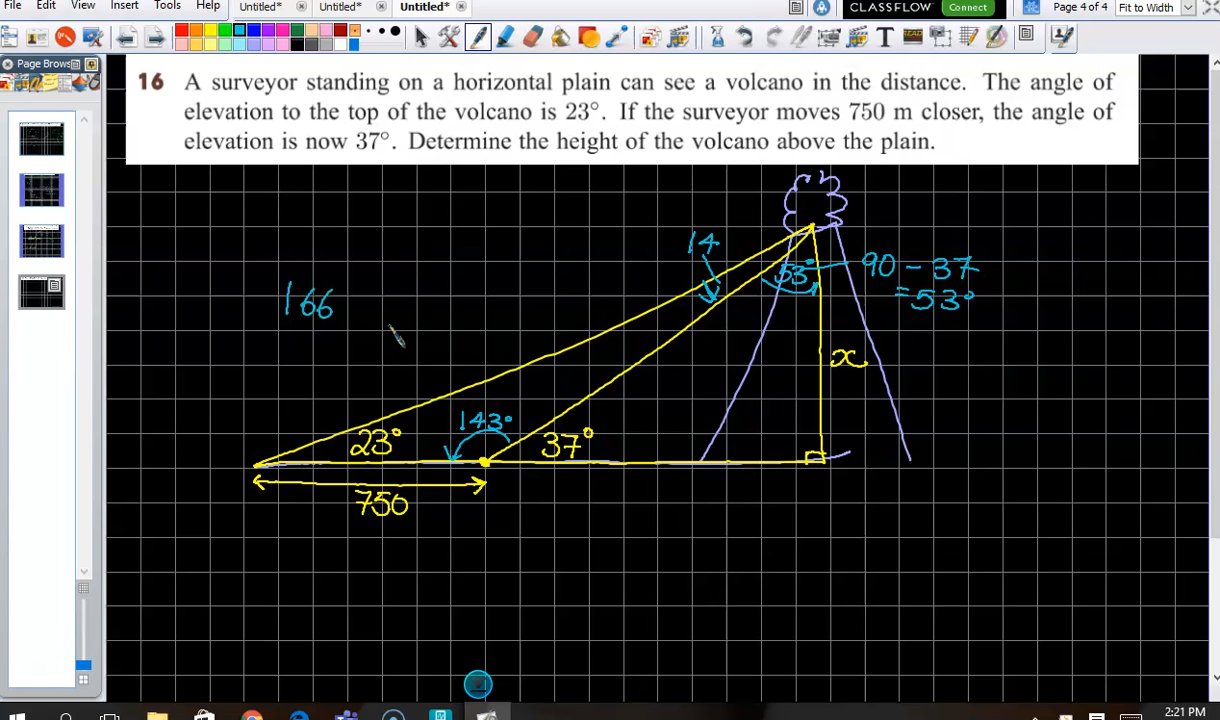 File Edit View Insert Tools Help
Untitled* Untitled* Untitled*
CLASSFLOW Connect
Page 4 of 4 Fit to Width
Page Brows
16 A surveyor standing on a horizontal plain can see a volcano in the distance. The angle of
elevation to the top of the volcano is 23°. If the surveyor moves 750 m closer, the angle of
elevation is now 37°. Determine the height of the volcano above the plain.
14
53° 90 - 37
= 53°
166
x
143°
23° 37°
750
2:21 PM